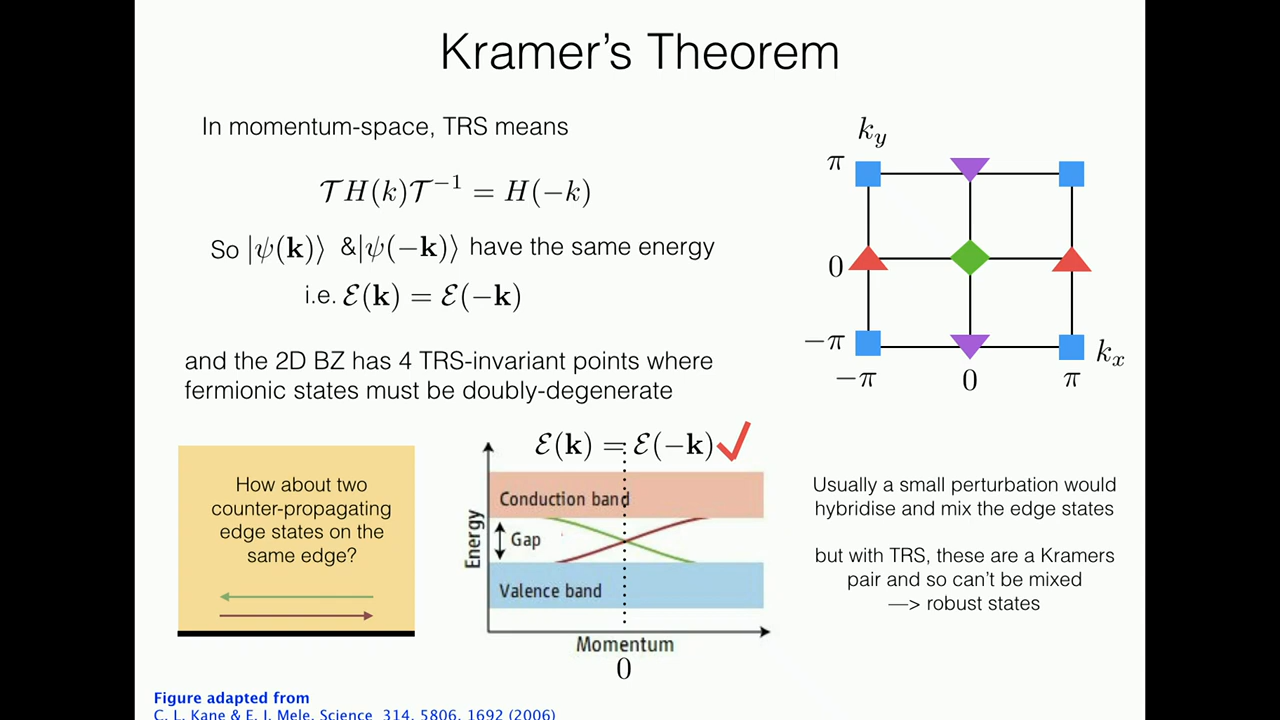 Kramer's Theorem
In momentum-space, TRS means
𝒯H(k)𝒯⁻¹ = H(−k)
So |ψ(𝐤)⟩ &|ψ(−𝐤)⟩ have the same energy
i.e. ℰ(𝐤) = ℰ(−𝐤)
and the 2D BZ has 4 TRS-invariant points where
fermionic states must be doubly-degenerate
k_y
π
0
−π
k_x
−π
0
π
How about two
counter-propagating
edge states on the
same edge?
ℰ(𝐤) = ℰ(−𝐤)
Conduction band
Gap
Valence band
Energy
Momentum
0
Usually a small perturbation would
hybridise and mix the edge states
but with TRS, these are a Kramers
pair and so can't be mixed
—> robust states
Figure adapted from
C. L. Kane & E. J. Mele, Science 314, 5806, 1692 (2006)